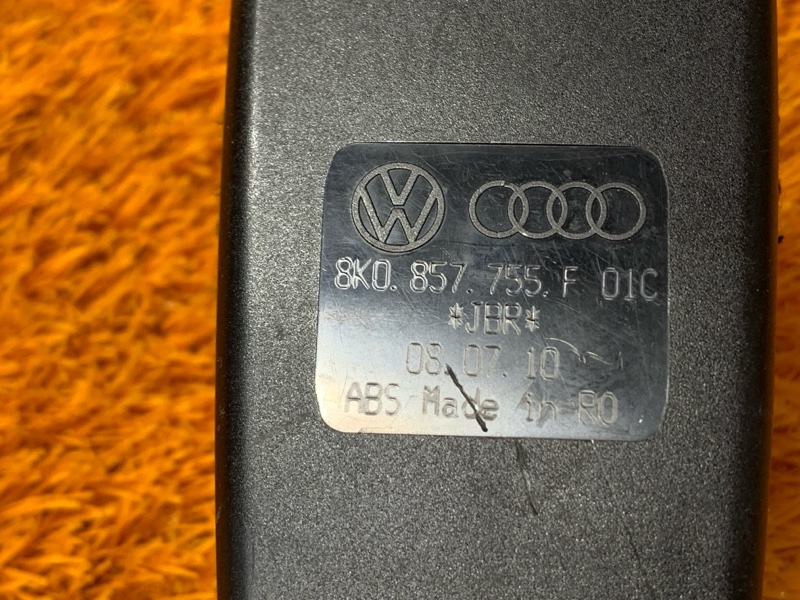 8K0. 857. 755. F 01C
*JBR*
08. 07. 10
ABS Made in RO